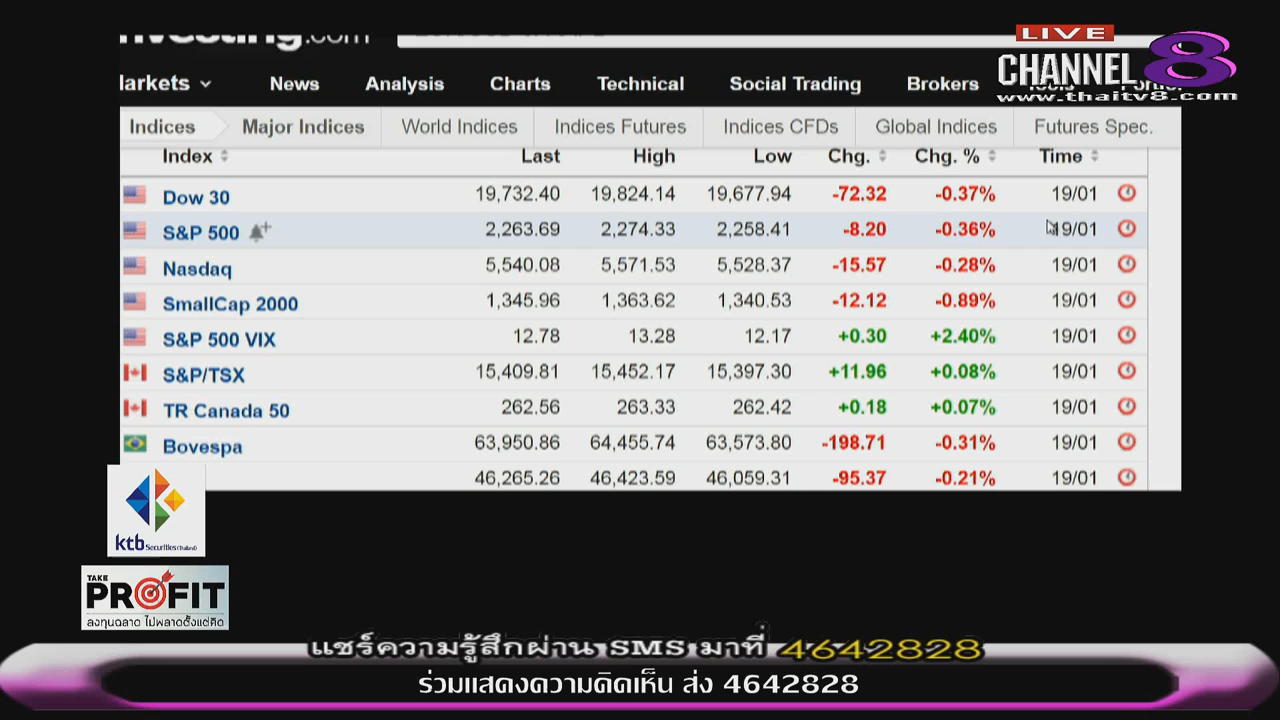 LIVE
CHANNEL 8
www.thaitv8.com
investing.com
Markets News Analysis Charts Technical Social Trading Brokers
Indices Major Indices World Indices Indices Futures Indices CFDs Global Indices Futures Spec.
Index Last High Low Chg. Chg. % Time
Dow 30 19,732.40 19,824.14 19,677.94 -72.32 -0.37% 19/01
S&P 500 2,263.69 2,274.33 2,258.41 -8.20 -0.36% 19/01
Nasdaq 5,540.08 5,571.53 5,528.37 -15.57 -0.28% 19/01
SmallCap 2000 1,345.96 1,363.62 1,340.53 -12.12 -0.89% 19/01
S&P 500 VIX 12.78 13.28 12.17 +0.30 +2.40% 19/01
S&P/TSX 15,409.81 15,452.17 15,397.30 +11.96 +0.08% 19/01
TR Canada 50 262.56 263.33 262.42 +0.18 +0.07% 19/01
Bovespa 63,950.86 64,455.74 63,573.80 -198.71 -0.31% 19/01
46,265.26 46,423.59 46,059.31 -95.37 -0.21% 19/01
ktb Securities (Thailand)
TAKE
PROFIT
ลงทุนฉลาด ไม่พลาดตั้งแต่คิด
แชร์ความรู้สึกผ่าน SMS มาที่ 4642828
ร่วมแสดงความคิดเห็น ส่ง 4642828